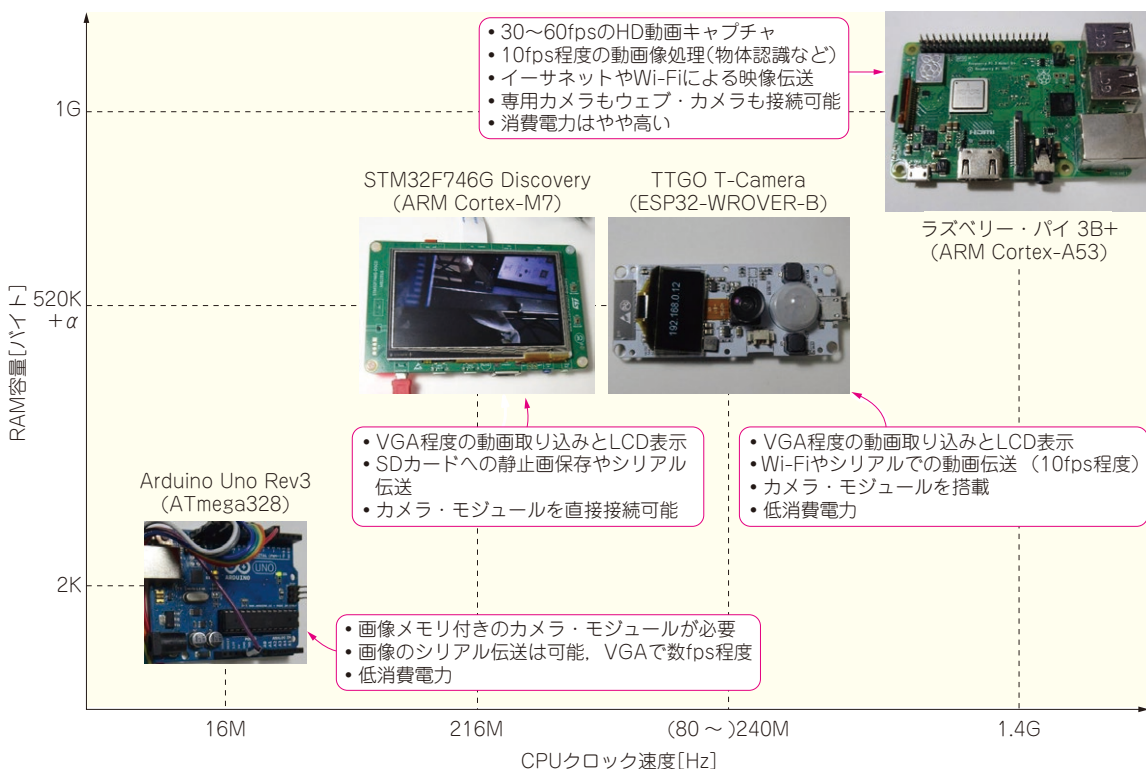 • 30～60fpsのHD動画キャプチャ
• 10fps程度の動画像処理(物体認識など)
• イーサネットやWi-Fiによる映像伝送
• 専用カメラもウェブ・カメラも接続可能
• 消費電力はやや高い
1G
STM32F746G Discovery
(ARM Cortex-M7)
TTGO T-Camera
(ESP32-WROVER-B)
ラズベリー・パイ 3B+
(ARM Cortex-A53)
HDMI
192.168.0.12
RAM容量[バイト]
520K
+α
• VGA程度の動画取り込みとLCD表示
• SDカードへの静止画保存やシリアル
伝送
• カメラ・モジュールを直接接続可能
• VGA程度の動画取り込みとLCD表示
• Wi-Fiやシリアルでの動画伝送（10fps程度）
• カメラ・モジュールを搭載
• 低消費電力
Arduino Uno Rev3
(ATmega328)
UNO
ARDUINO
2K
• 画像メモリ付きのカメラ・モジュールが必要
• 画像のシリアル伝送は可能，VGAで数fps程度
• 低消費電力
16M
216M
(80 ～ )240M
1.4G
CPUクロック速度[Hz]